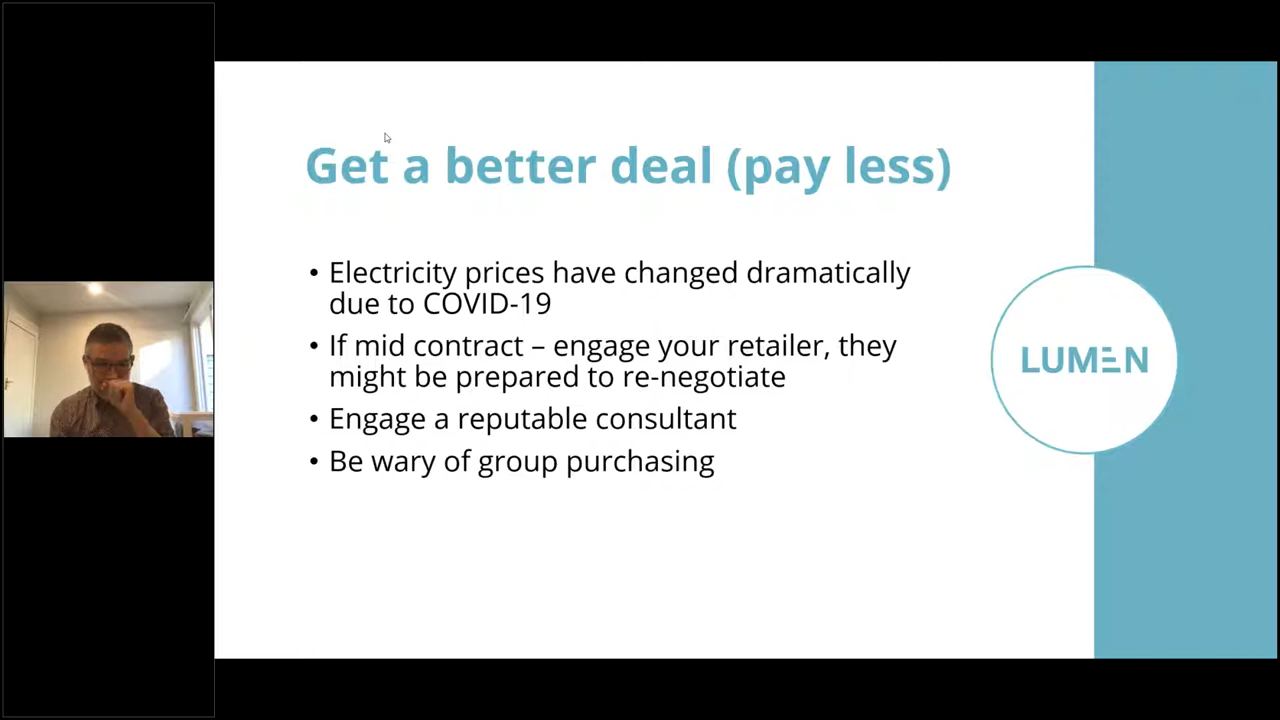 Get a better deal (pay less)
• Electricity prices have changed dramatically
due to COVID-19
• If mid contract – engage your retailer, they
might be prepared to re-negotiate
• Engage a reputable consultant
• Be wary of group purchasing
LUMEN